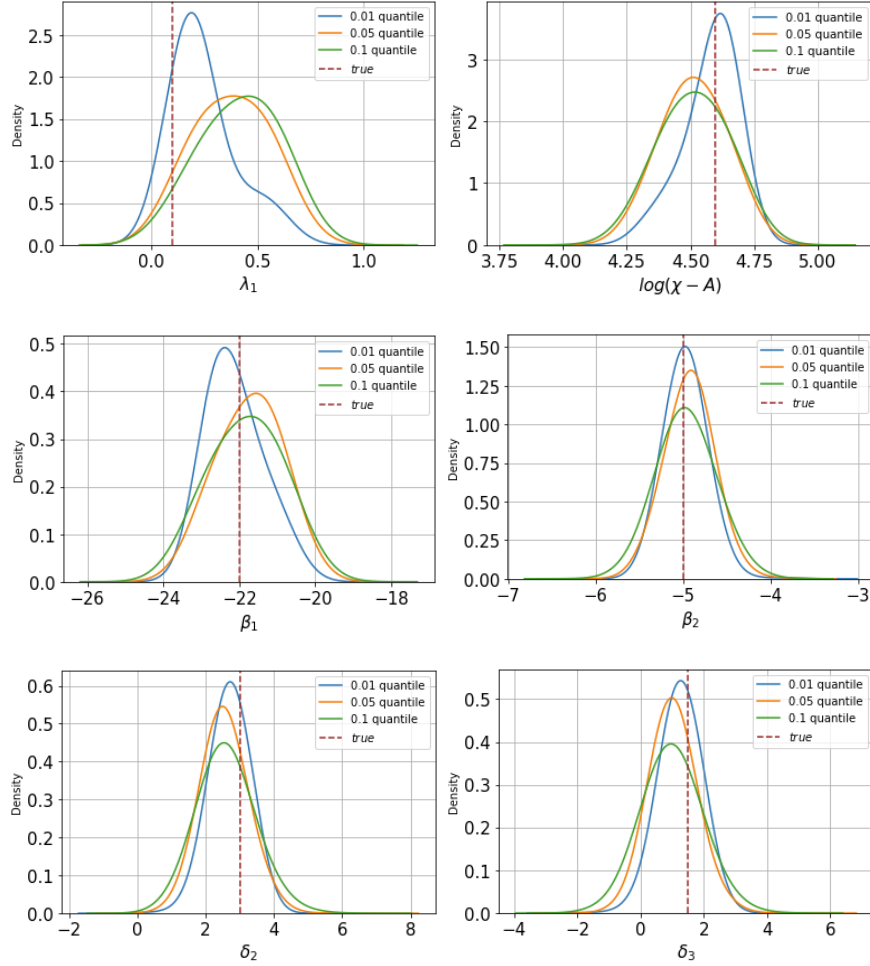 Density
2.5
2.0
1.5
1.0
0.5
0.0
0.0 0.5 1.0
λ₁
0.01 quantile
0.05 quantile
0.1 quantile
true
Density
3
2
1
0
3.75 4.00 4.25 4.50 4.75 5.00
log(χ − A)
0.01 quantile
0.05 quantile
0.1 quantile
true
Density
0.5
0.4
0.3
0.2
0.1
0.0
−26 −24 −22 −20 −18
β₁
0.01 quantile
0.05 quantile
0.1 quantile
true
Density
1.50
1.25
1.00
0.75
0.50
0.25
0.00
−7 −6 −5 −4 −3
β₂
0.01 quantile
0.05 quantile
0.1 quantile
true
Density
0.6
0.5
0.4
0.3
0.2
0.1
0.0
−2 0 2 4 6 8
δ₂
0.01 quantile
0.05 quantile
0.1 quantile
true
Density
0.5
0.4
0.3
0.2
0.1
0.0
−4 −2 0 2 4 6
δ₃
0.01 quantile
0.05 quantile
0.1 quantile
true